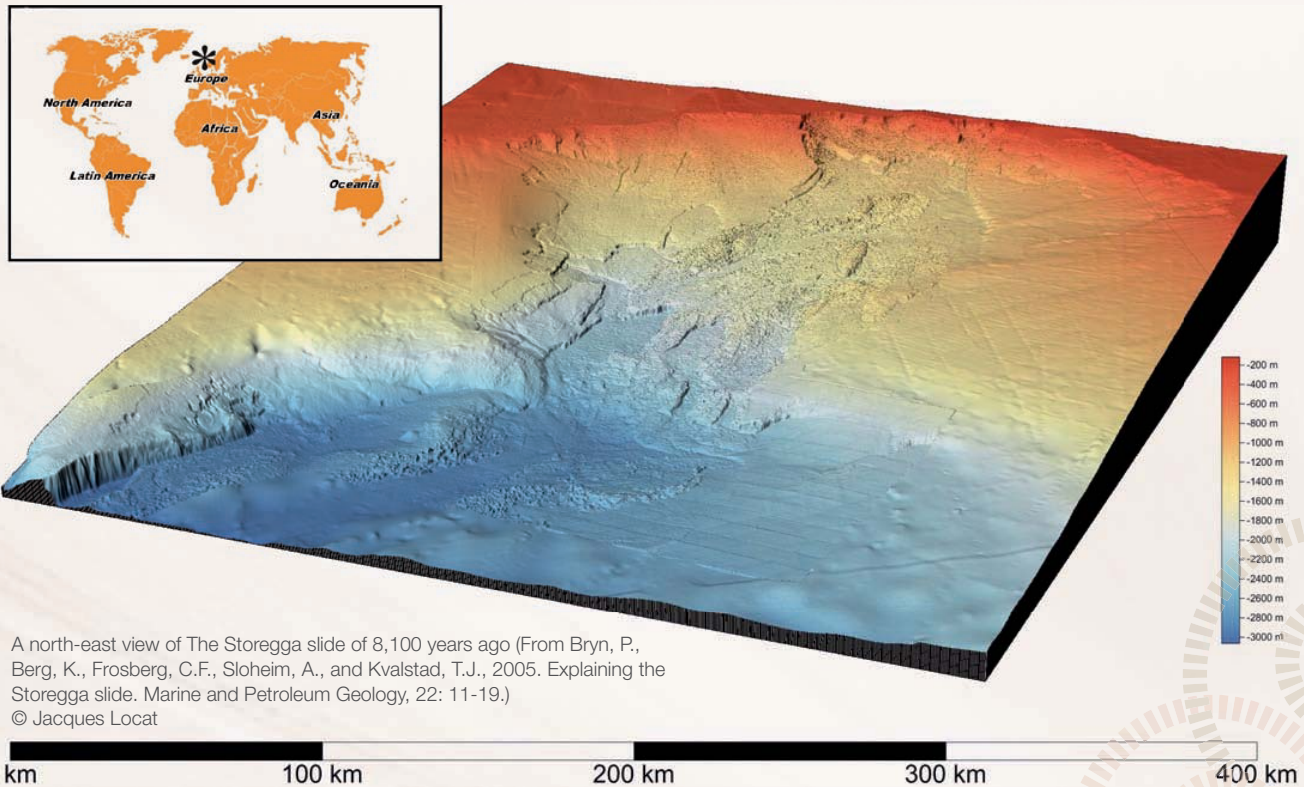 Europe
North America
Asia
Africa
Latin America
Oceania
-200 m
-400 m
-600 m
-800 m
-1000 m
-1200 m
-1400 m
-1600 m
-1800 m
-2000 m
-2200 m
-2400 m
-2600 m
-2800 m
-3000 m
A north-east view of The Storegga slide of 8,100 years ago (From Bryn, P.,
Berg, K., Frosberg, C.F., Sloheim, A., and Kvalstad, T.J., 2005. Explaining the
Storegga slide. Marine and Petroleum Geology, 22: 11-19.)
© Jacques Locat
km 100 km 200 km 300 km 400 km